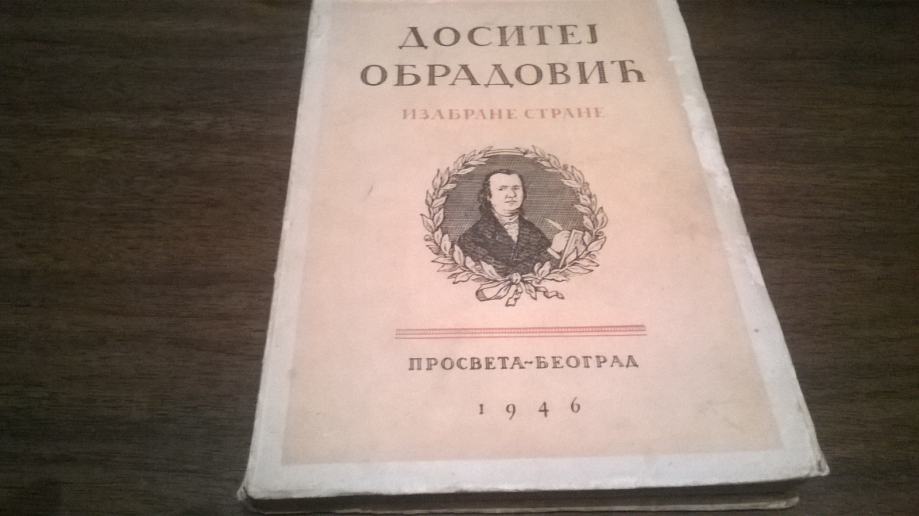 ДОСИТЕЈ
ОБРАДОВИЋ
ИЗАБРАНЕ СТРАНЕ
ПРОСВЕТА~БЕОГРАД
1946